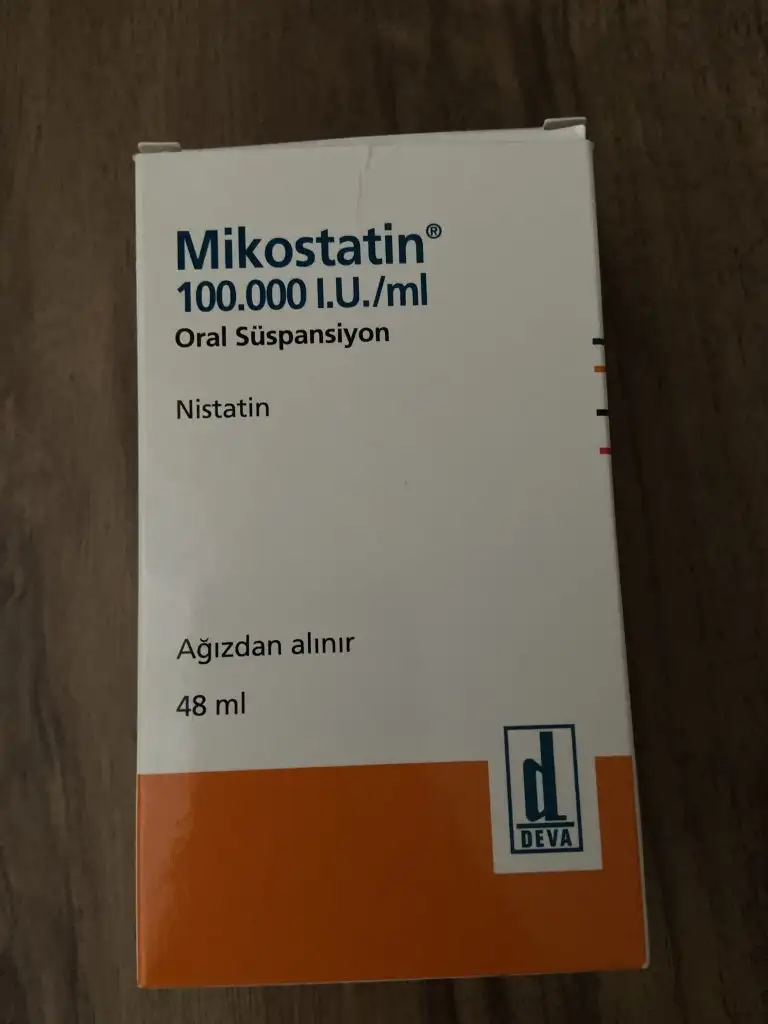 Mikostatin®
100.000 I.U./ml
Oral Süspansiyon
Nistatin
Ağızdan alınır
48 ml
d
DEVA